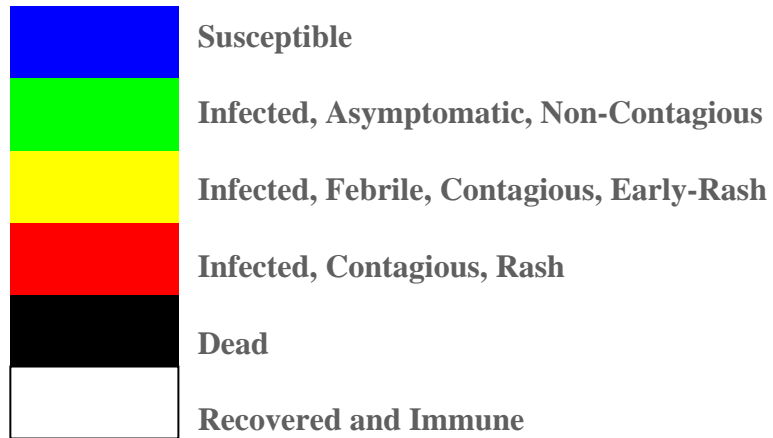 Susceptible
Infected, Asymptomatic, Non-Contagious
Infected, Febrile, Contagious, Early-Rash
Infected, Contagious, Rash
Dead
Recovered and Immune